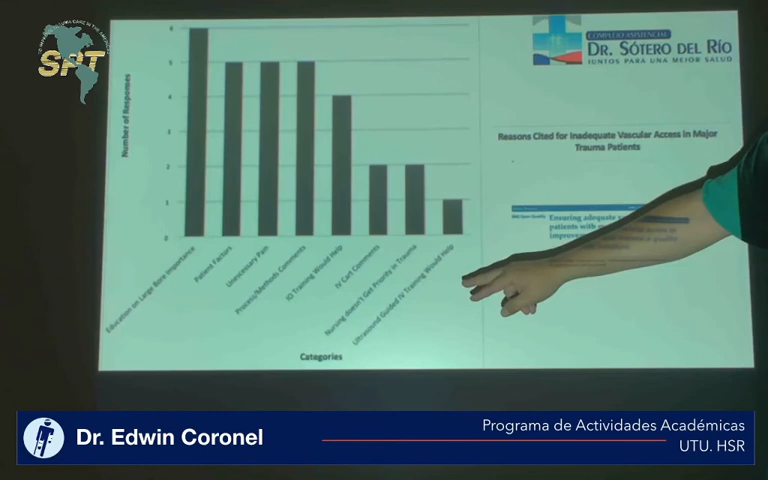 SPT
COMPLEJO ASISTENCIAL
DR. SÓTERO DEL RÍO
JUNTOS PARA UNA MEJOR SALUD
Number of Responses
6
5
4
3
2
1
0
Education on Large Bore Importance
Patient Factors
Unecessary Pain
Process/Methods Comments
IO Training Would Help
IV Cart Comments
Nursing doesn't Get Priority in Trauma
Ultrasound Guided IV Training Would Help
Categories
Reasons Cited for Inadequate Vascular Access in Major
Trauma Patients
Ensuring adequate
patients with
Dr. Edwin Coronel
Programa de Actividades Académicas
UTU. HSR